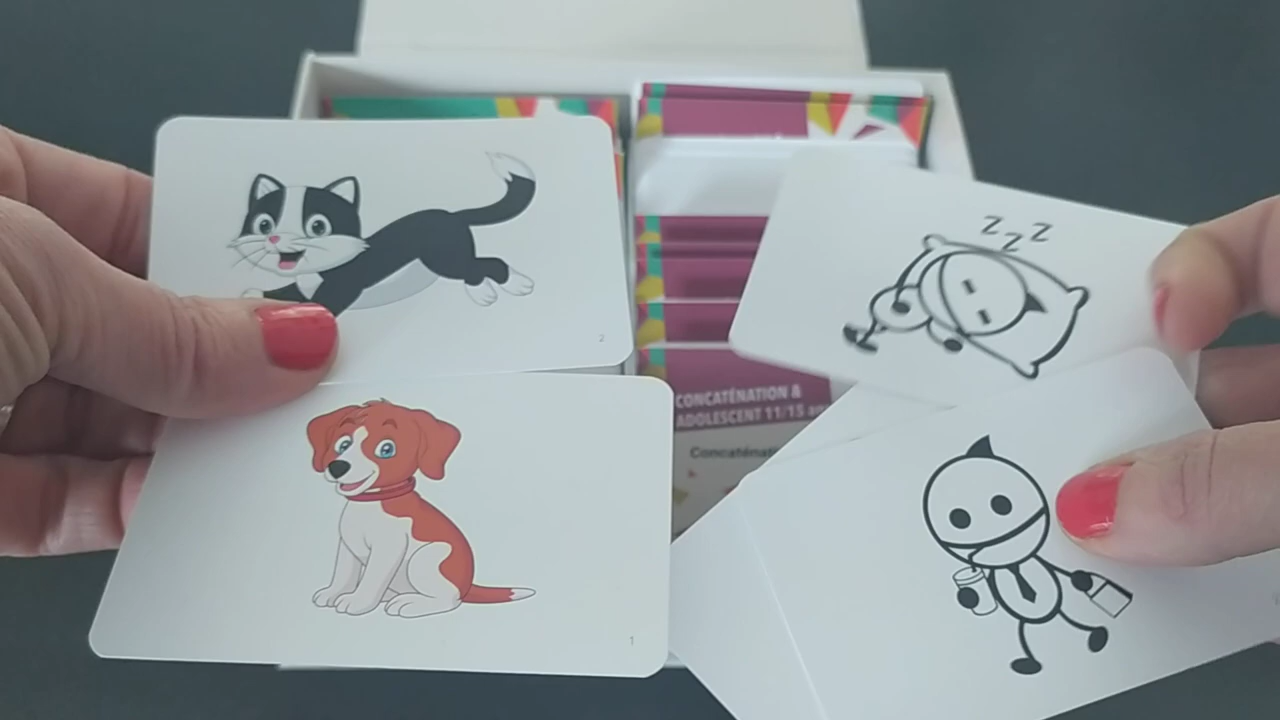 z z z
2
CONCATÉNATION &
ADOLESCENT 11/15 ans
Concaténati
1